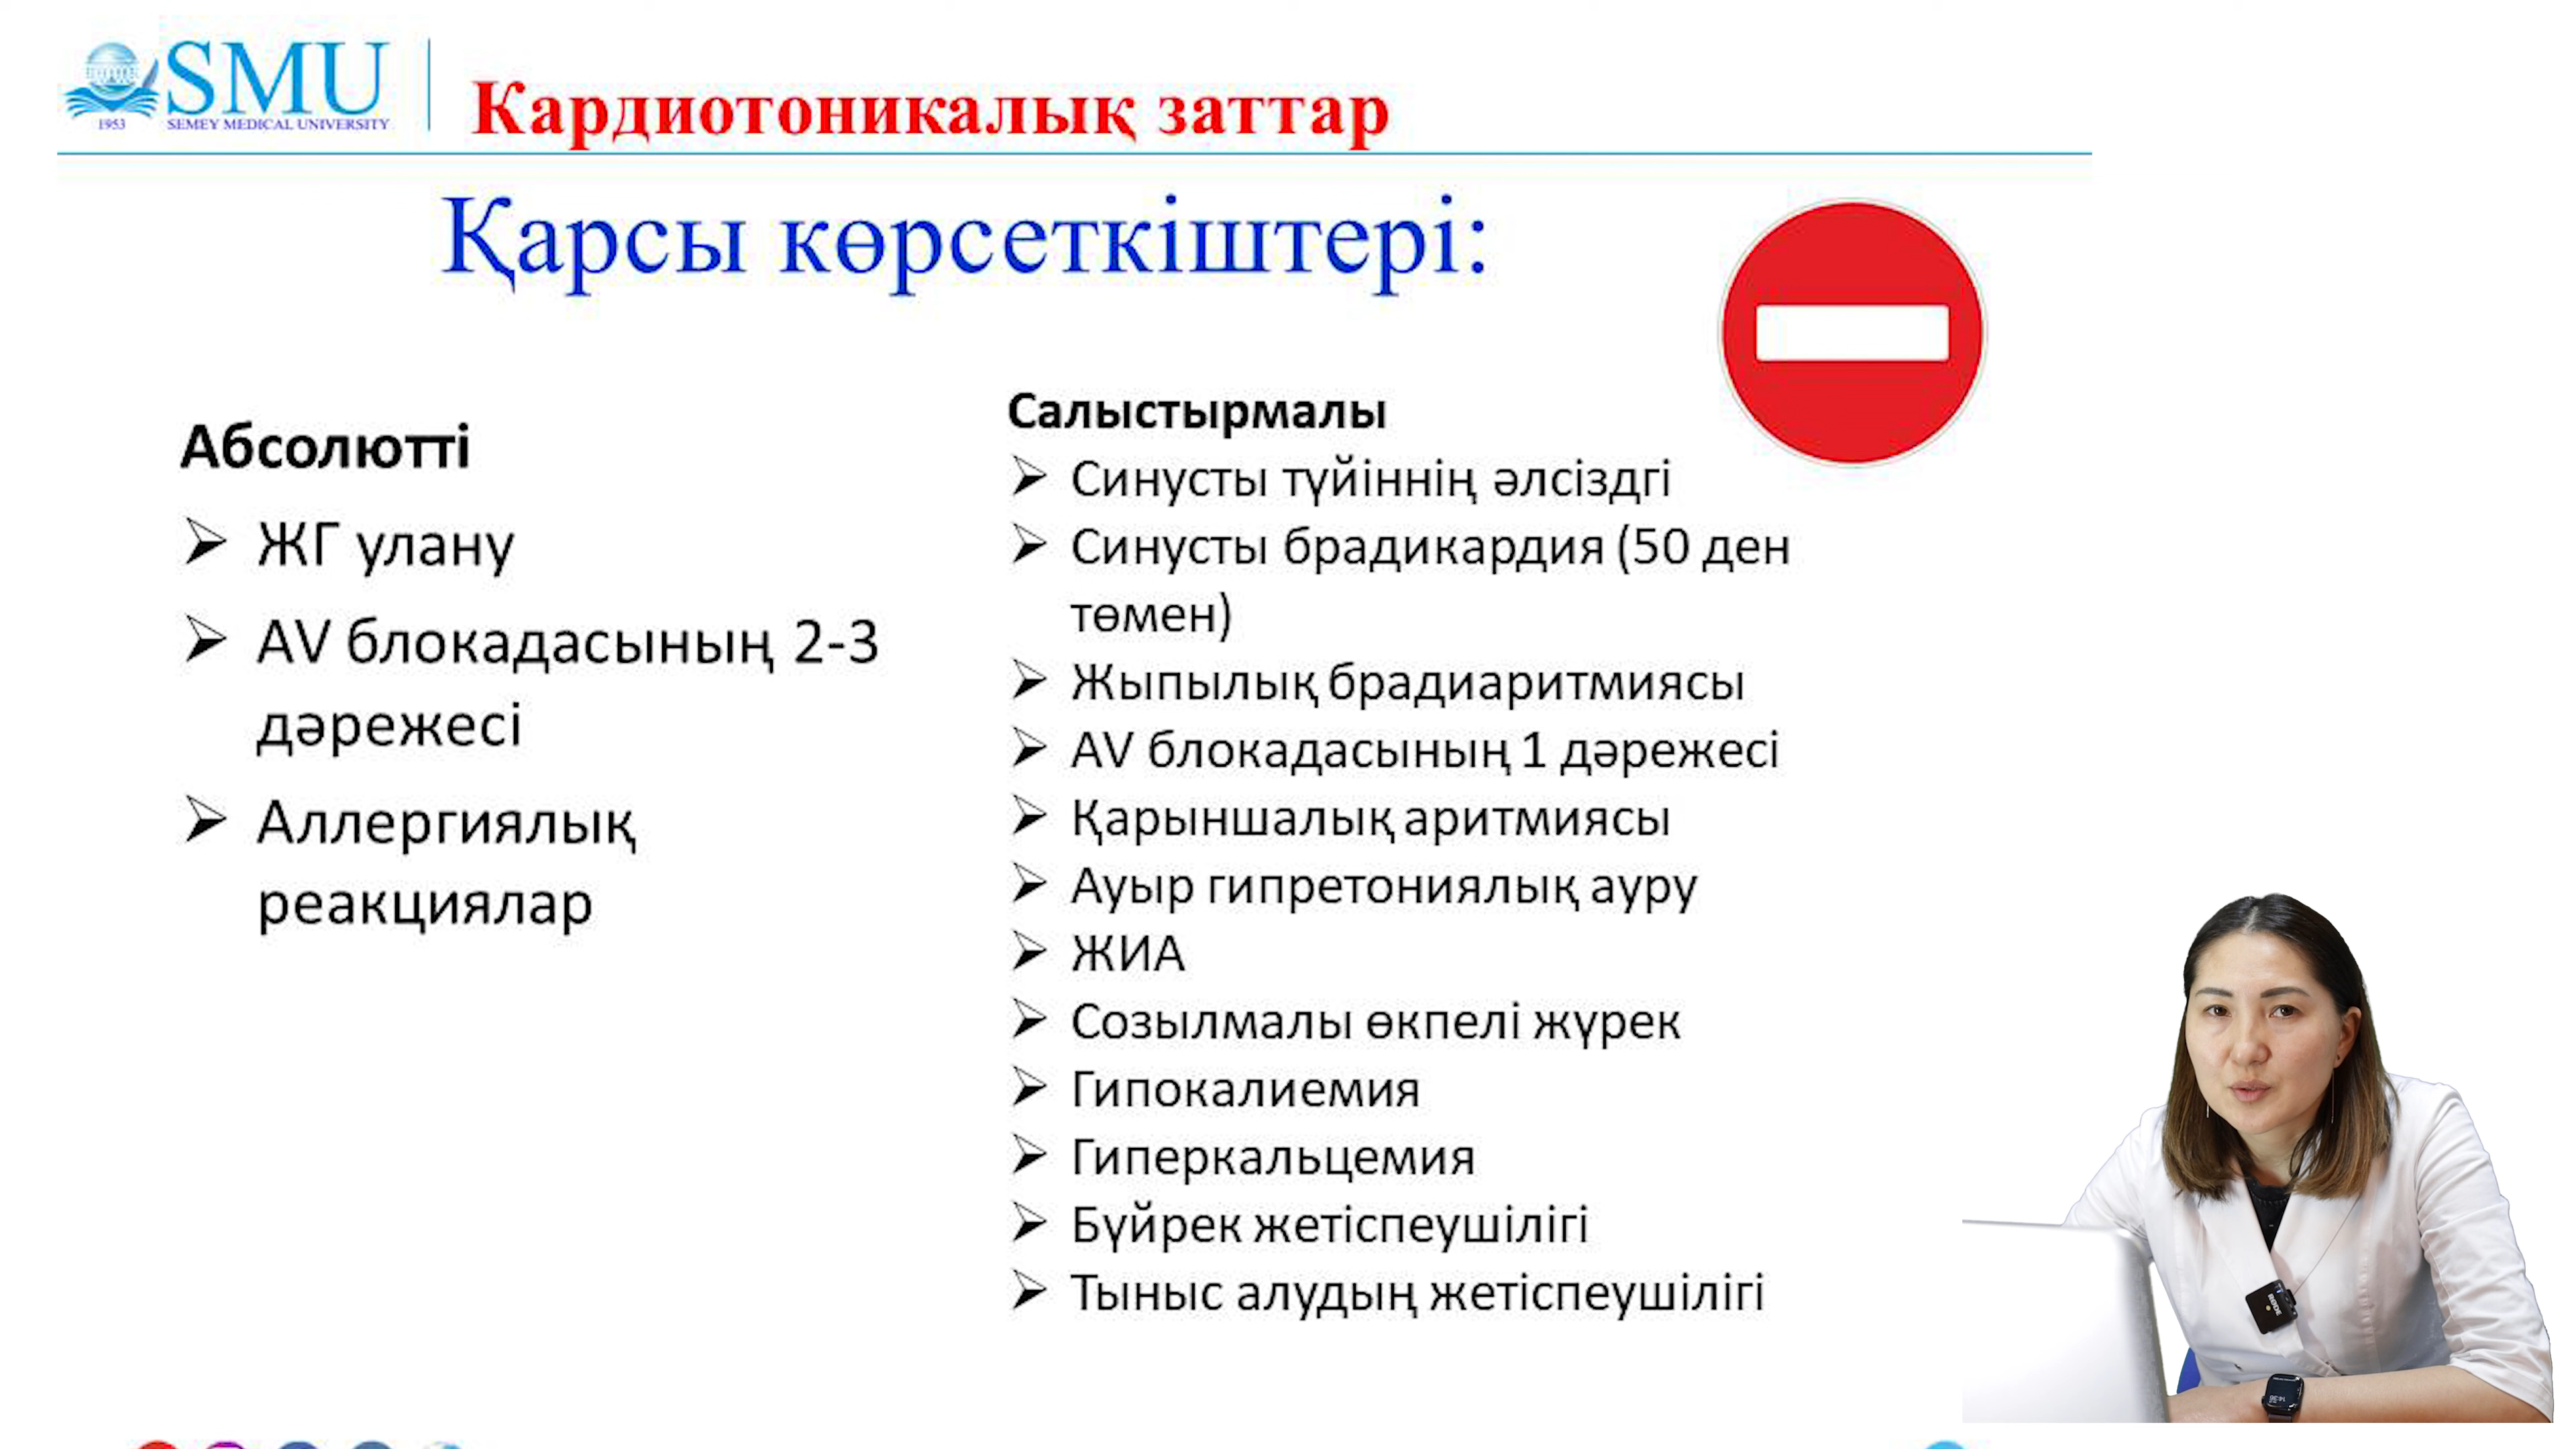 SMU
1953
SEMEY MEDICAL UNIVERSITY
Кардиотоникалық заттар
Қарсы көрсеткіштері:
Абсолютті
ЖГ улану
AV блокадасының 2-3
дәрежесі
Аллергиялық
реакциялар
Салыстырмалы
Синусты түйіннің әлсіздгі
Синусты брадикардия (50 ден
төмен)
Жыпылық брадиаритмиясы
AV блокадасының 1 дәрежесі
Қарыншалық аритмиясы
Ауыр гипретониялық ауру
ЖИА
Созылмалы өкпелі жүрек
Гипокалиемия
Гиперкальцемия
Бүйрек жетіспеушілігі
Тыныс алудың жетіспеушілігі
RØDE